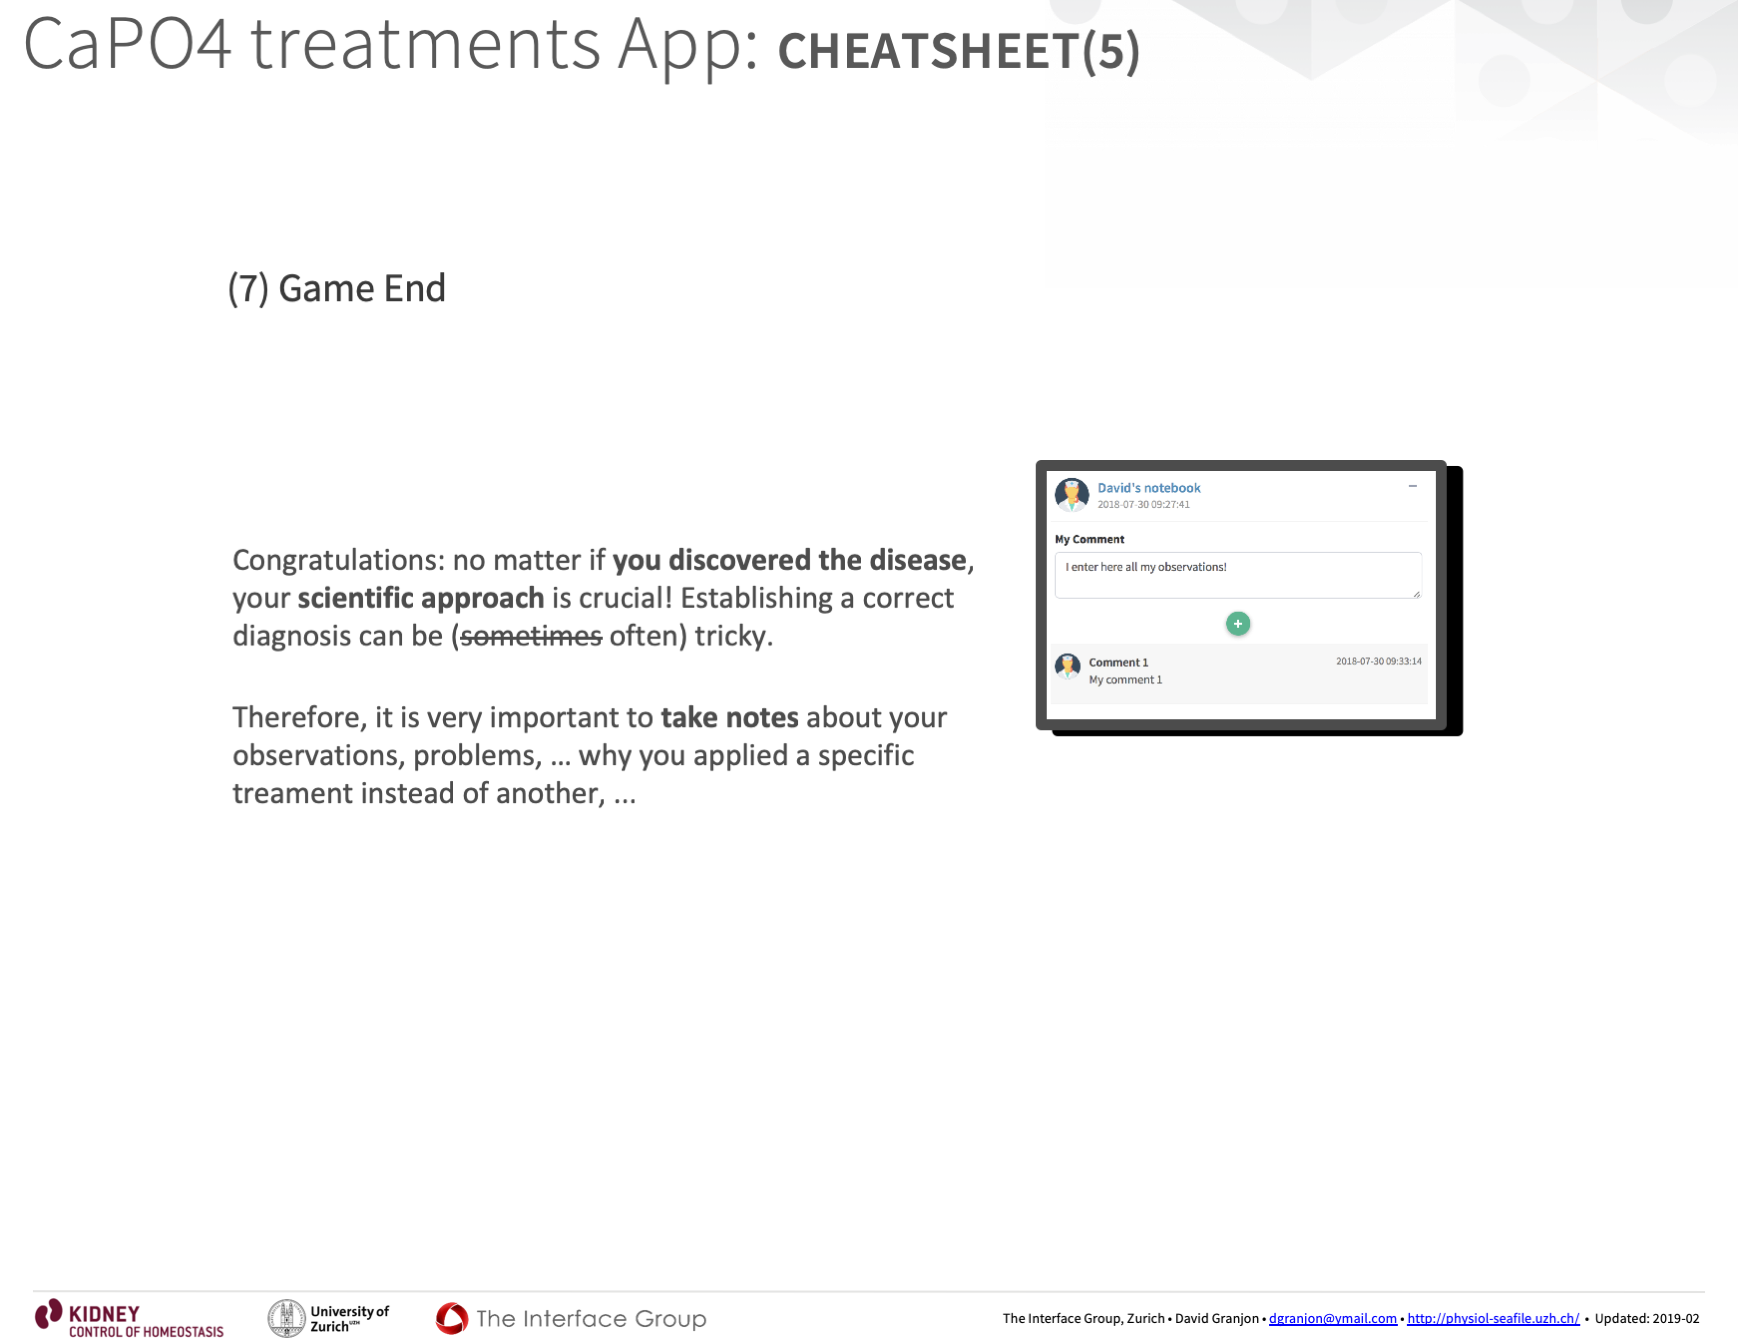 CaPO4 treatments App: CHEATSHEET(5)
(7) Game End
Congratulations: no matter if you discovered the disease,
your scientific approach is crucial! Establishing a correct
diagnosis can be (sometimes often) tricky.
Therefore, it is very important to take notes about your
observations, problems, ... why you applied a specific
treament instead of another, ...
David's notebook
2018-07-30 09:27:41
My Comment
I enter here all my observations!
+
Comment 1
2018-07-30 09:33:14
My comment 1
KIDNEY
CONTROL OF HOMEOSTASIS
University of
Zurich UZH
The Interface Group
The Interface Group, Zurich • David Granjon • dgranjon@ymail.com • http://physiol-seafile.uzh.ch/ • Updated: 2019-02